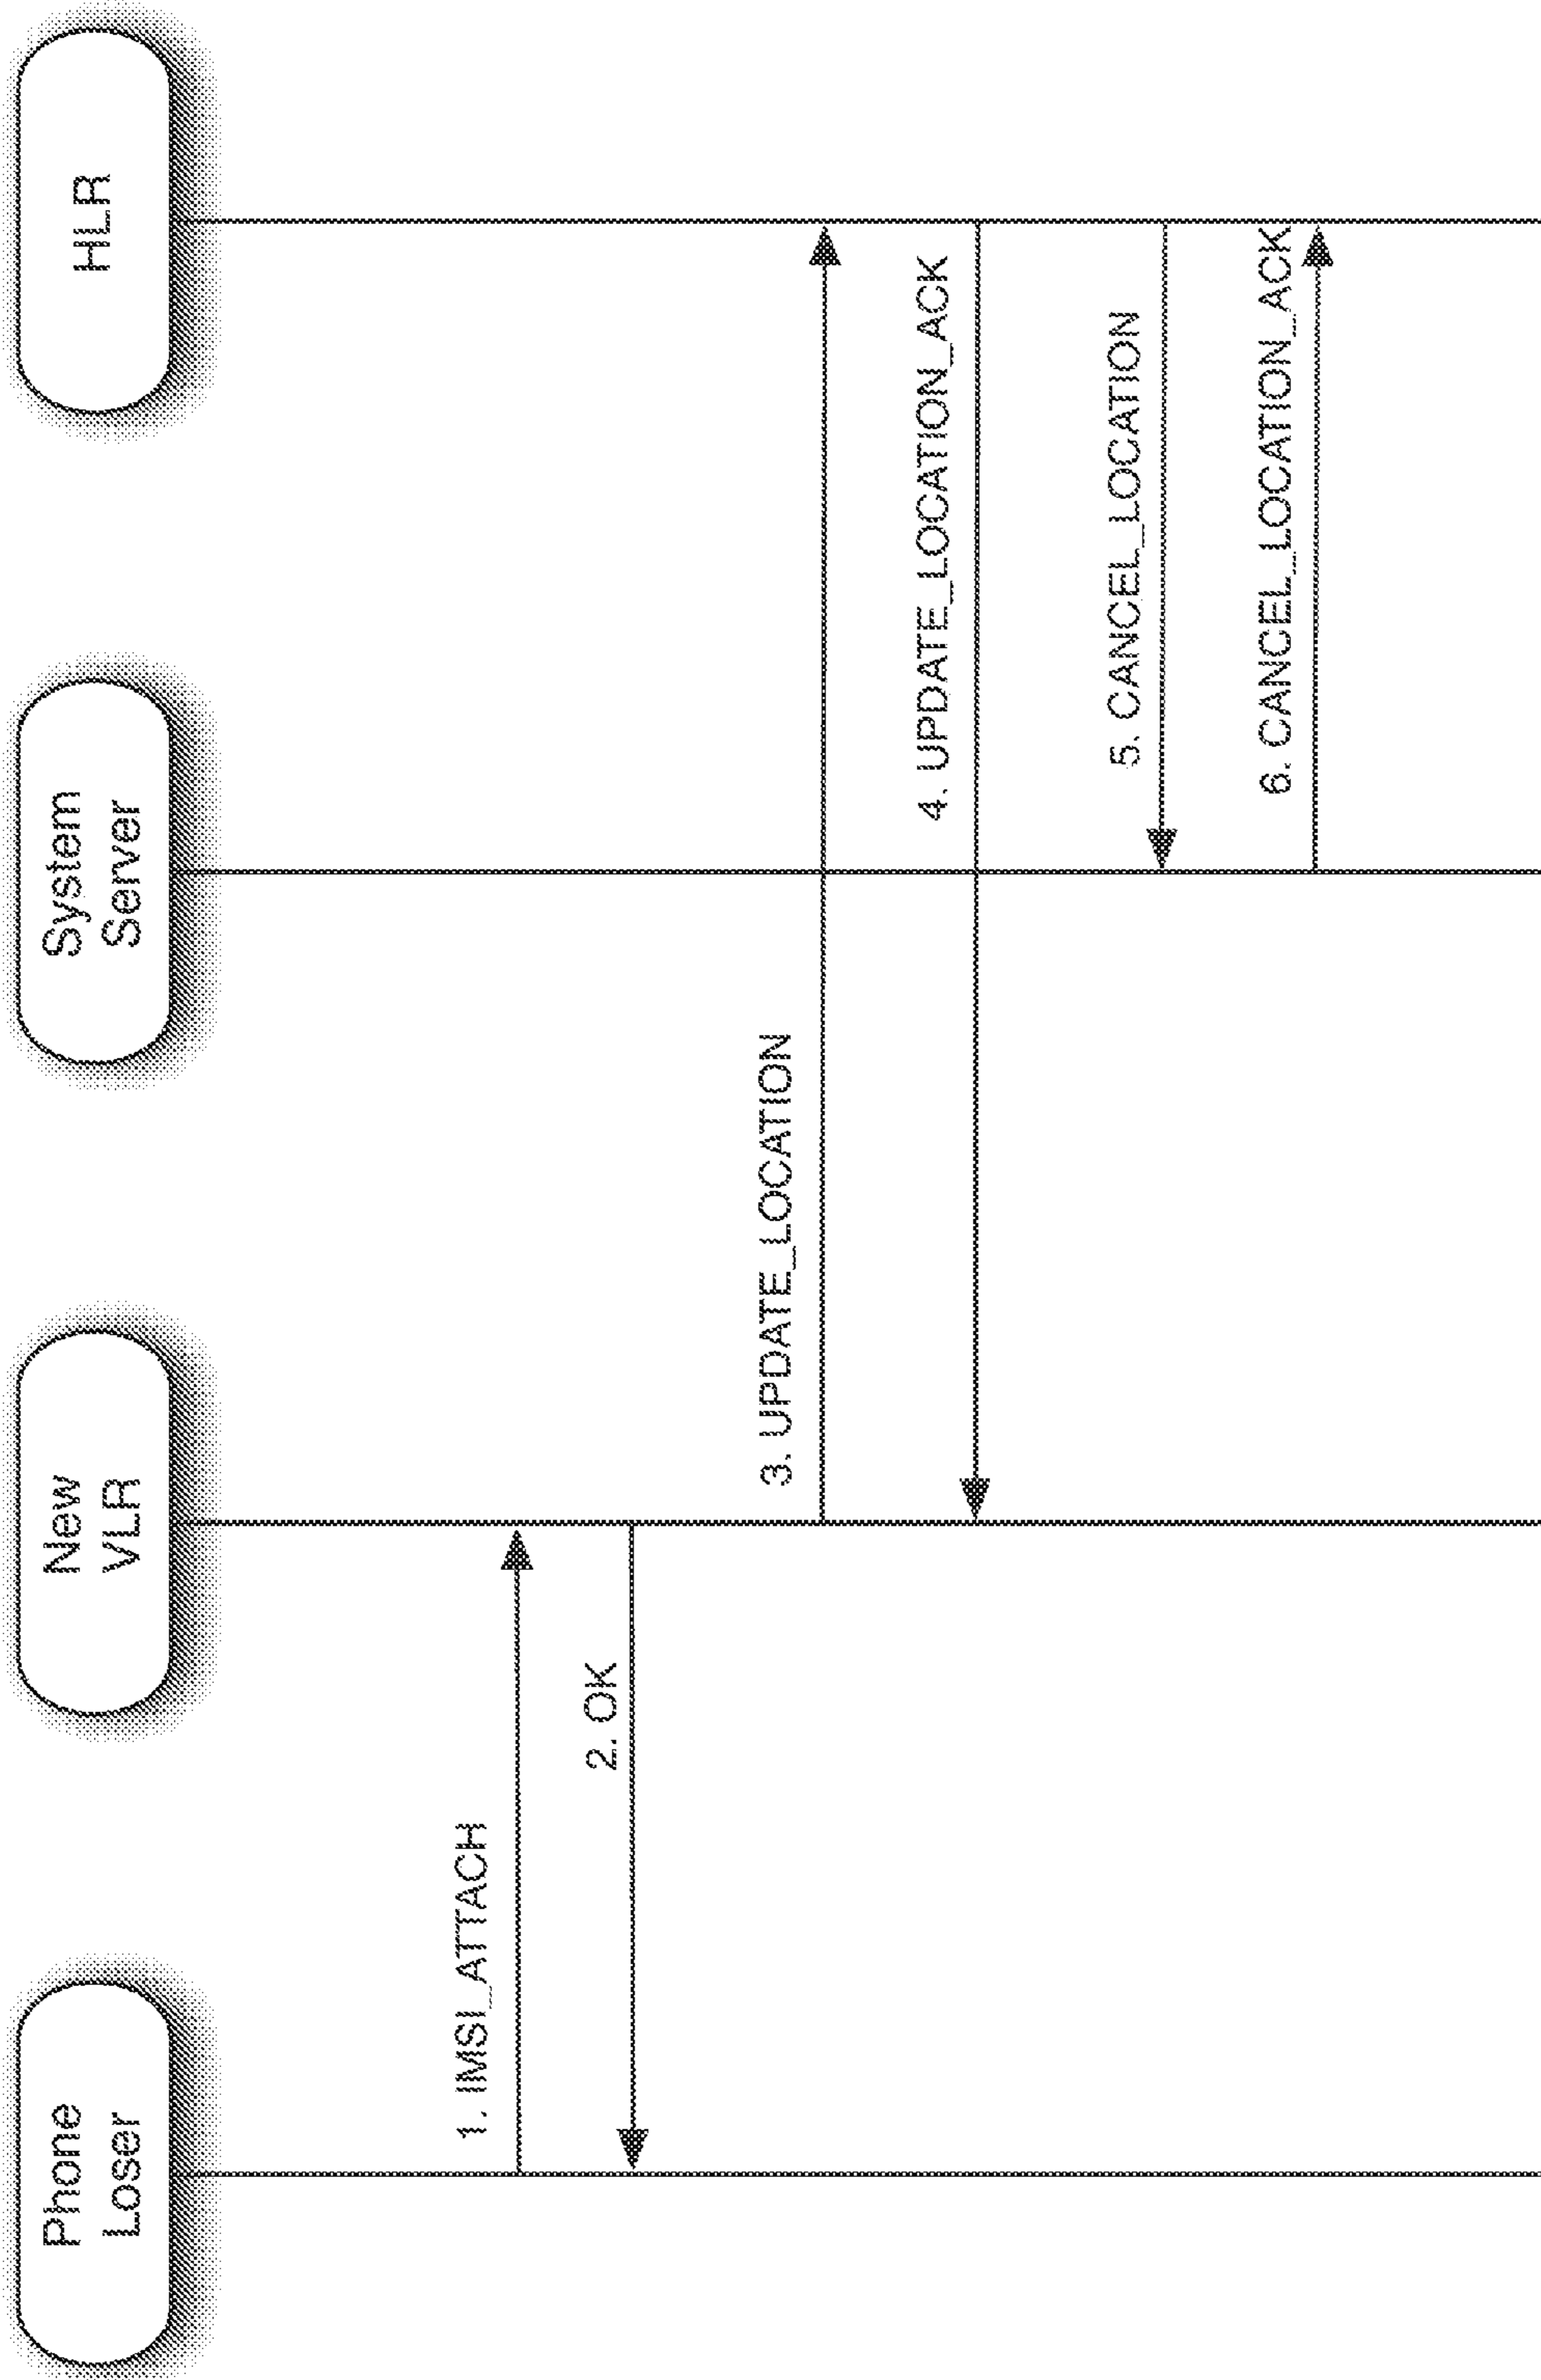 Phone
Loser
New
VLR
System
Server
HLR
1. IMSI_ATTACH
2. OK
3. UPDATE_LOCATION
4. UPDATE_LOCATION_ACK
5. CANCEL_LOCATION
6. CANCEL_LOCATION_ACK